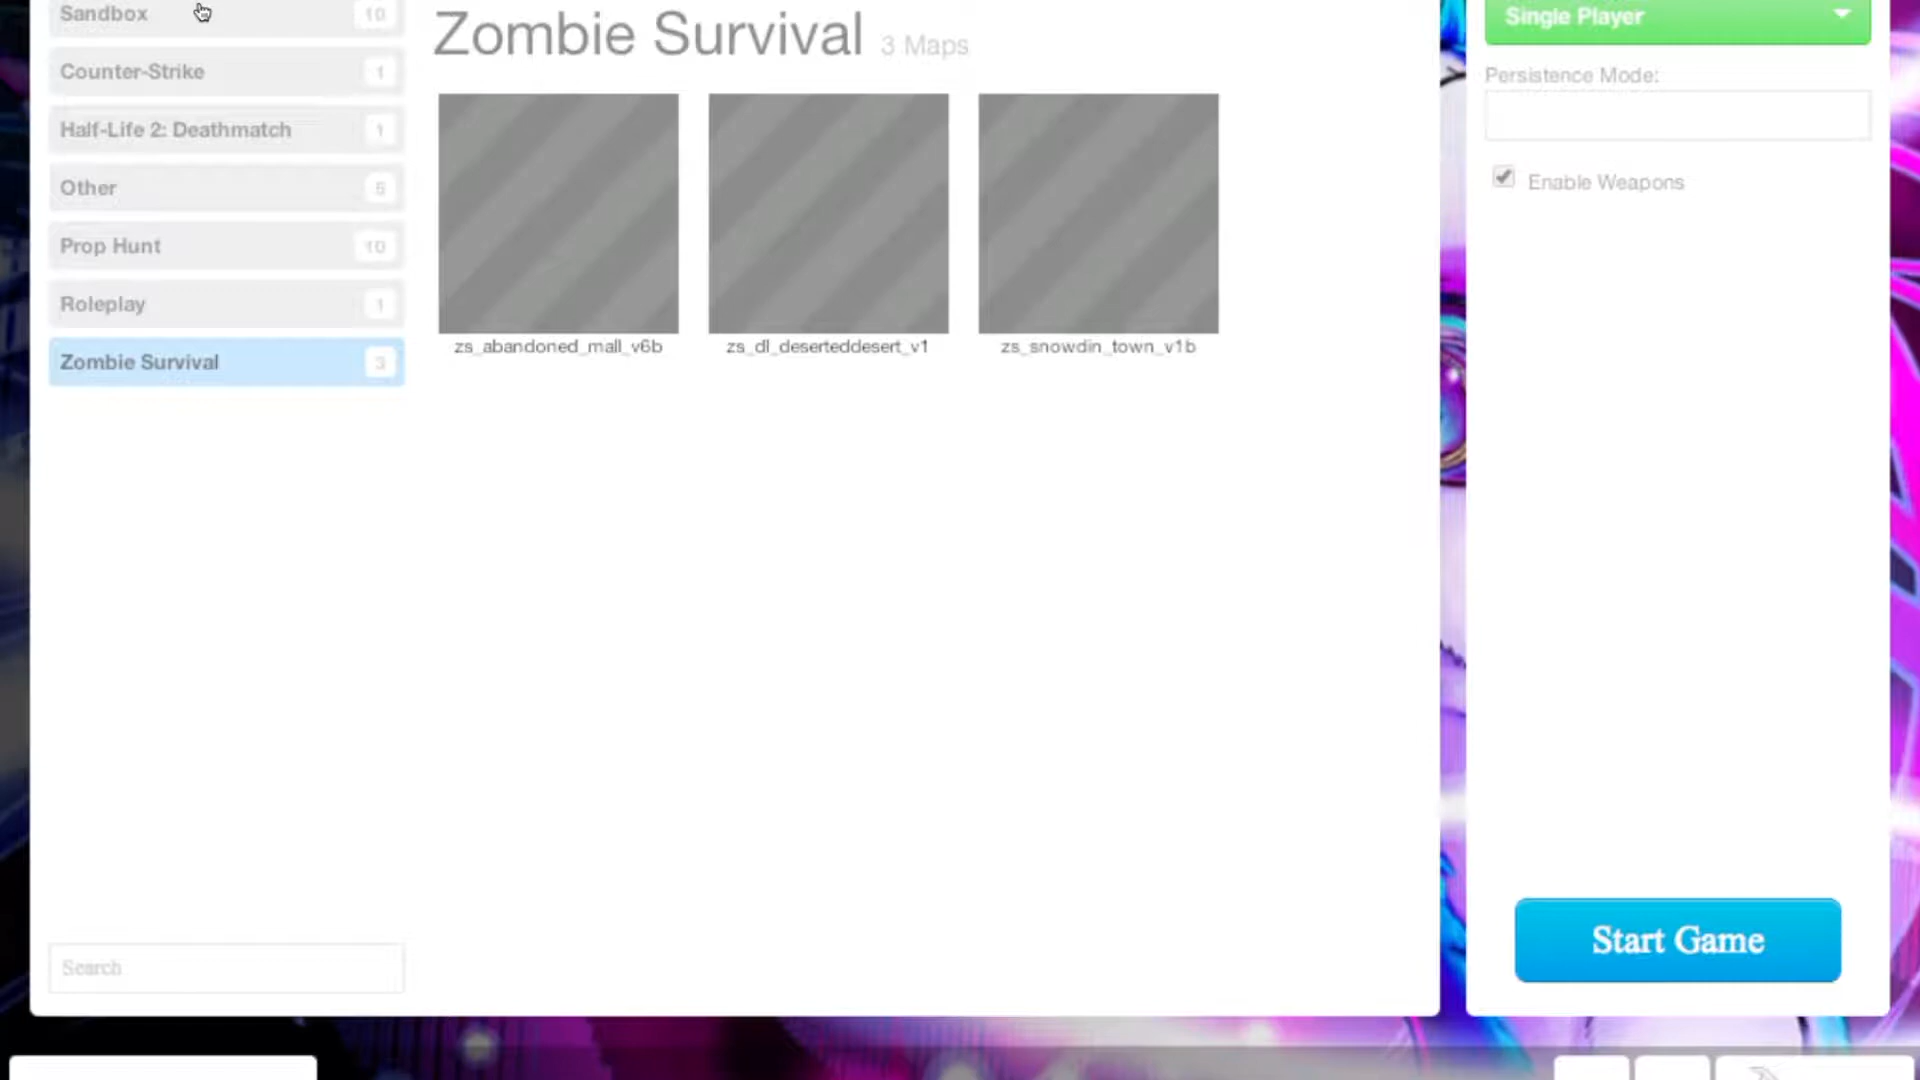 Sandbox 10
Counter-Strike 1
Half-Life 2: Deathmatch 1
Other 5
Prop Hunt 10
Roleplay 1
Zombie Survival 3
Search
Zombie Survival 3 Maps
zs_abandoned_mall_v6b
zs_dl_deserteddesert_v1
zs_snowdin_town_v1b
Single Player
Persistence Mode:
Enable Weapons
Start Game